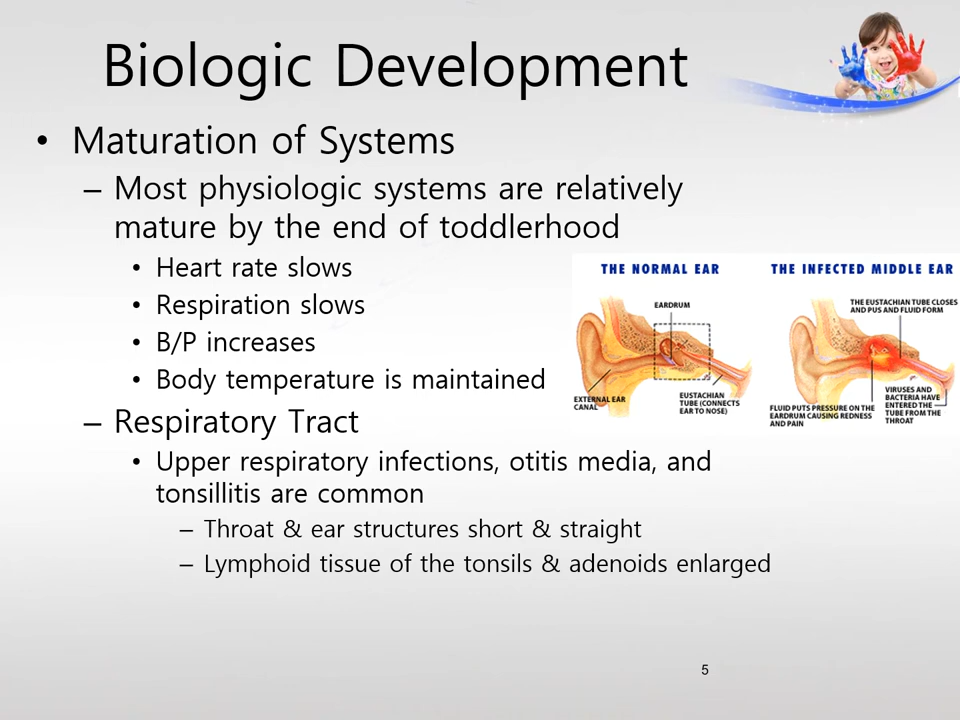 Biologic Development
• Maturation of Systems
– Most physiologic systems are relatively
mature by the end of toddlerhood
• Heart rate slows
• Respiration slows
• B/P increases
• Body temperature is maintained
– Respiratory Tract
• Upper respiratory infections, otitis media, and
tonsillitis are common
– Throat & ear structures short & straight
– Lymphoid tissue of the tonsils & adenoids enlarged
THE NORMAL EAR
EARDRUM
EXTERNAL EAR
CANAL
EUSTACHIAN
TUBE (CONNECTS
EAR TO NOSE)
THE INFECTED MIDDLE EAR
THE EUSTACHIAN TUBE CLOSES
AND PUS AND FLUID FORM
FLUID PUTS PRESSURE ON THE
EARDRUM CAUSING REDNESS
AND PAIN
VIRUSES AND
BACTERIA HAVE
ENTERED THE
TUBE FROM THE
THROAT
5